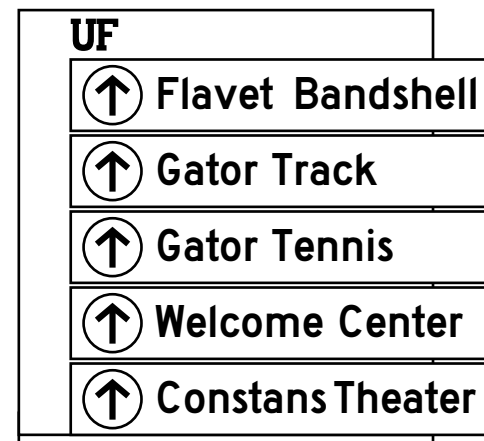 UF
Flavet Bandshell
Gator Track
Gator Tennis
Welcome Center
Constans Theater